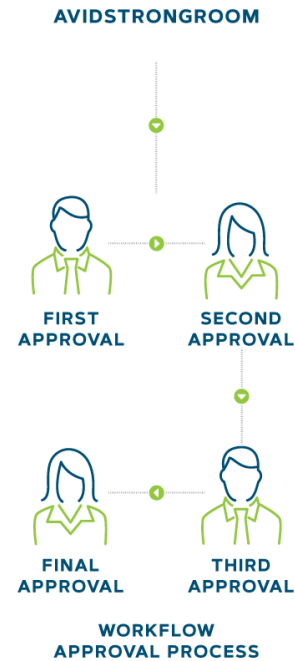 AVIDSTRONGROOM
FIRST
APPROVAL
SECOND
APPROVAL
FINAL
APPROVAL
THIRD
APPROVAL
WORKFLOW
APPROVAL PROCESS